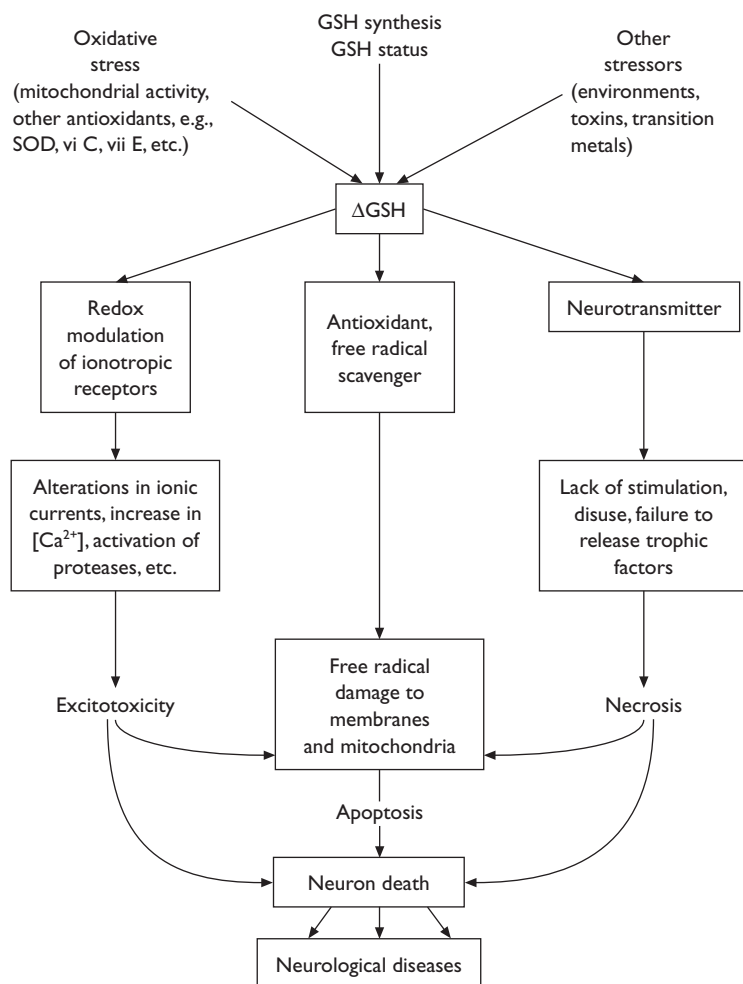 Oxidative
stress
(mitochondrial activity,
other antioxidants, e.g.,
SOD, vi C, vii E, etc.)
GSH synthesis
GSH status
Other
stressors
(environments,
toxins, transition
metals)
ΔGSH
Redox
modulation
of ionotropic
receptors
Antioxidant,
free radical
scavenger
Neurotransmitter
Alterations in ionic
currents, increase in
[Ca²⁺], activation of
proteases, etc.
Lack of stimulation,
disuse, failure to
release trophic
factors
Excitotoxicity
Free radical
damage to
membranes
and mitochondria
Necrosis
Apoptosis
Neuron death
Neurological diseases